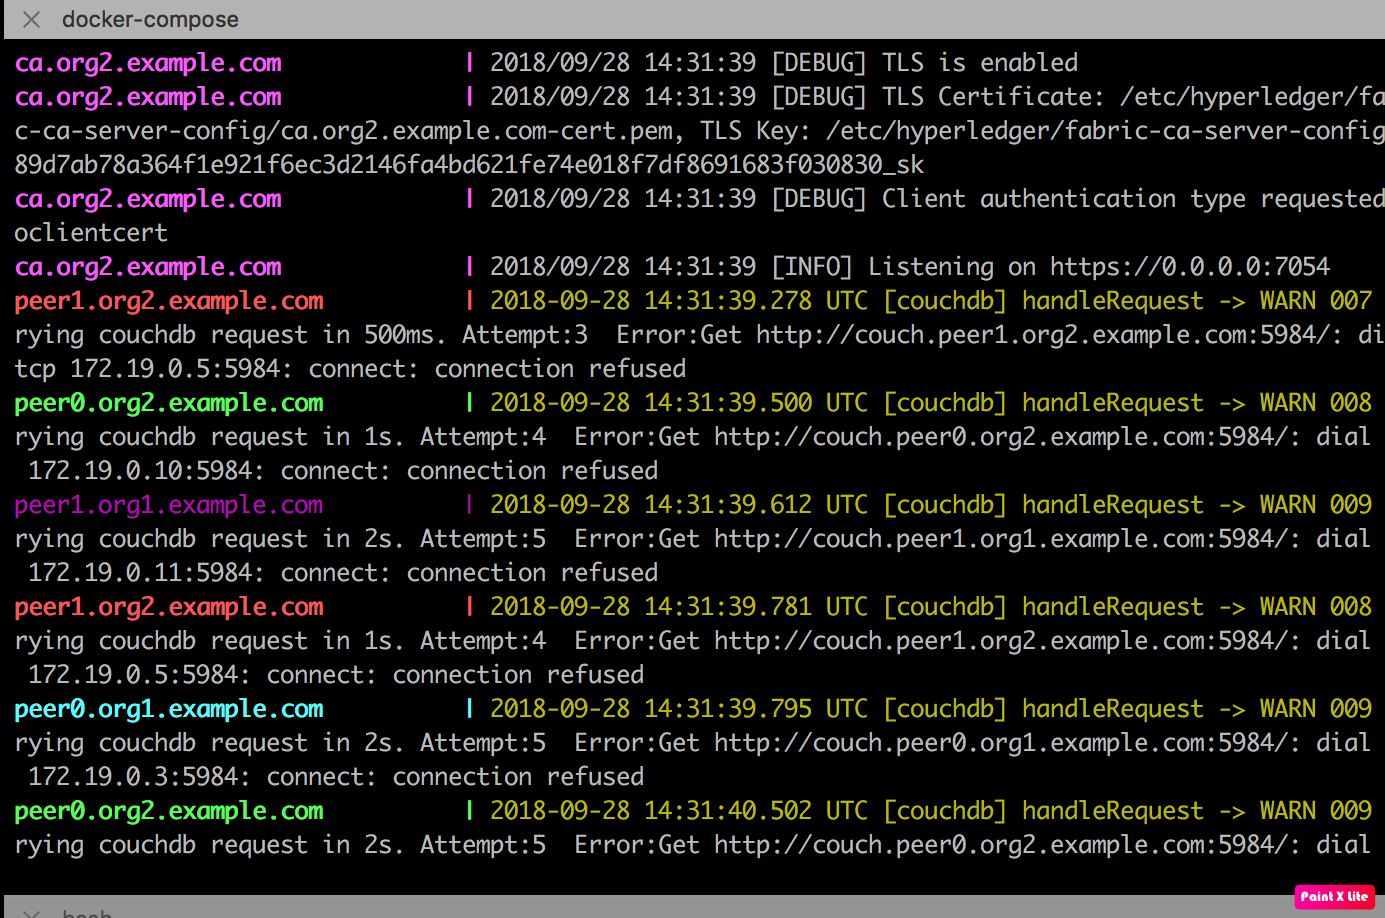 docker-compose
ca.org2.example.com | 2018/09/28 14:31:39 [DEBUG] TLS is enabled
ca.org2.example.com | 2018/09/28 14:31:39 [DEBUG] TLS Certificate: /etc/hyperledger/fa
c-ca-server-config/ca.org2.example.com-cert.pem, TLS Key: /etc/hyperledger/fabric-ca-server-config
89d7ab78a364f1e921f6ec3d2146fa4bd621fe74e018f7df8691683f030830_sk
ca.org2.example.com | 2018/09/28 14:31:39 [DEBUG] Client authentication type requested
oclientcert
ca.org2.example.com | 2018/09/28 14:31:39 [INFO] Listening on https://0.0.0.0:7054
peer1.org2.example.com | 2018-09-28 14:31:39.278 UTC [couchdb] handleRequest -> WARN 007
rying couchdb request in 500ms. Attempt:3  Error:Get http://couch.peer1.org2.example.com:5984/: di
tcp 172.19.0.5:5984: connect: connection refused
peer0.org2.example.com | 2018-09-28 14:31:39.500 UTC [couchdb] handleRequest -> WARN 008
rying couchdb request in 1s. Attempt:4  Error:Get http://couch.peer0.org2.example.com:5984/: dial
172.19.0.10:5984: connect: connection refused
peer1.org1.example.com | 2018-09-28 14:31:39.612 UTC [couchdb] handleRequest -> WARN 009
rying couchdb request in 2s. Attempt:5  Error:Get http://couch.peer1.org1.example.com:5984/: dial
172.19.0.11:5984: connect: connection refused
peer1.org2.example.com | 2018-09-28 14:31:39.781 UTC [couchdb] handleRequest -> WARN 008
rying couchdb request in 1s. Attempt:4  Error:Get http://couch.peer1.org2.example.com:5984/: dial
172.19.0.5:5984: connect: connection refused
peer0.org1.example.com | 2018-09-28 14:31:39.795 UTC [couchdb] handleRequest -> WARN 009
rying couchdb request in 2s. Attempt:5  Error:Get http://couch.peer0.org1.example.com:5984/: dial
172.19.0.3:5984: connect: connection refused
peer0.org2.example.com | 2018-09-28 14:31:40.502 UTC [couchdb] handleRequest -> WARN 009
rying couchdb request in 2s. Attempt:5  Error:Get http://couch.peer0.org2.example.com:5984/: dial
bash
Paint X Lite